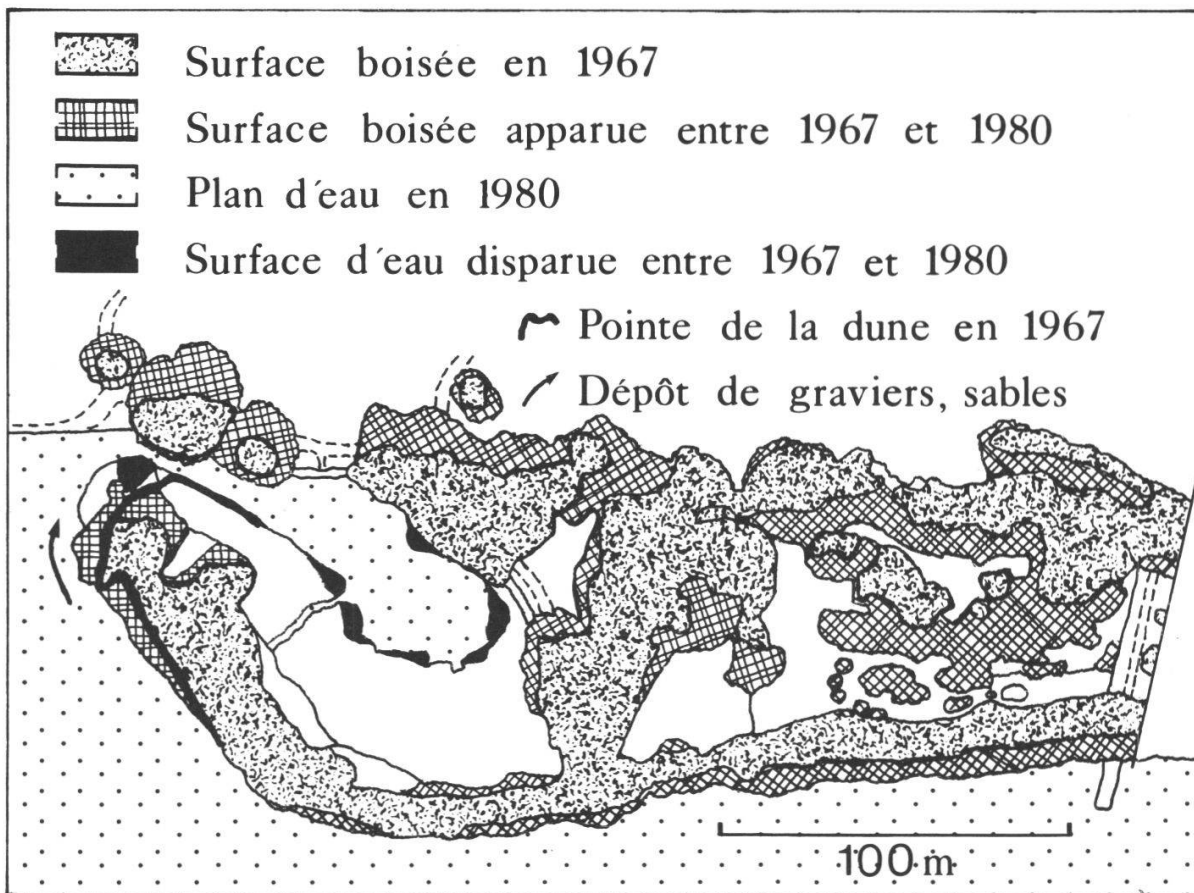 Surface boisée en 1967
Surface boisée apparue entre 1967 et 1980
Plan d'eau en 1980
Surface d'eau disparue entre 1967 et 1980
Pointe de la dune en 1967
Dépôt de graviers, sables
100 m